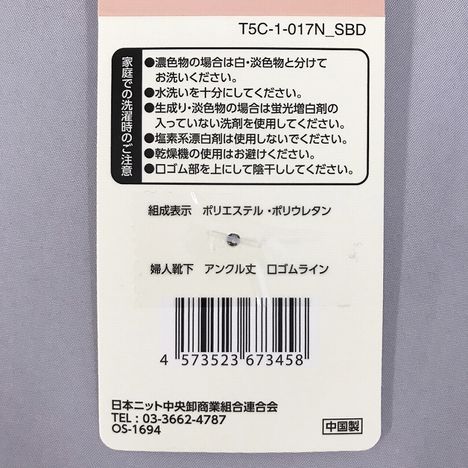 T5C-1-017N_SBD
家庭での洗濯時のご注意
●濃色物の場合は白・淡色物と分けて
お洗いください。
●水洗いを十分にしてください。
●生成り・淡色物の場合は蛍光増白剤の
入っていない洗剤を使用してください。
●塩素系漂白剤は使用しないでください。
●乾燥機の使用はお避けください。
●口ゴム部を上にして陰干ししてください。
組成表示 ポリエステル・ポリウレタン
婦人靴下 アンクル丈 口ゴムライン
4 573523 673458
日本ニット中央卸商業組合連合会
TEL : 03-3662-4787
OS-1694
中国製